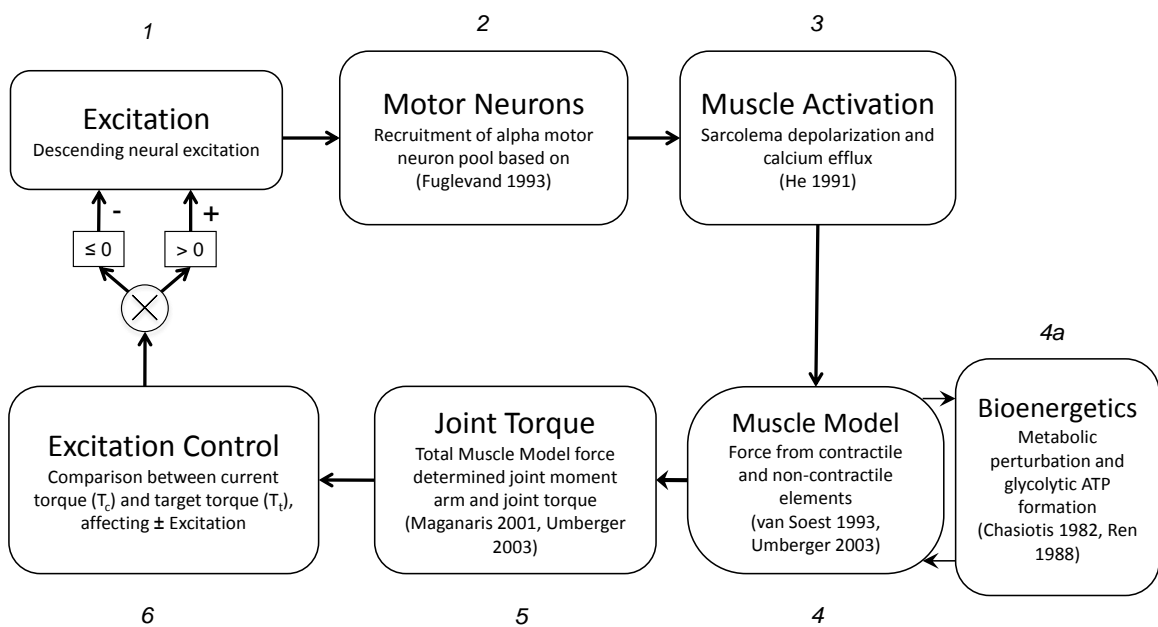 1
Excitation
Descending neural excitation
2
Motor Neurons
Recruitment of alpha motor
neuron pool based on
(Fuglevand 1993)
3
Muscle Activation
Sarcolema depolarization and
calcium efflux
(He 1991)
-
+
≤ 0
> 0
4a
Bioenergetics
Metabolic
perturbation and
glycolytic ATP
formation
(Chasiotis 1982, Ren
1988)
Muscle Model
Force from contractile
and non-contractile
elements
(van Soest 1993,
Umberger 2003)
4
Joint Torque
Total Muscle Model force
determined joint moment
arm and joint torque
(Maganaris 2001, Umberger
2003)
5
Excitation Control
Comparison between current
torque (Tc) and target torque (Tt),
affecting ± Excitation
6